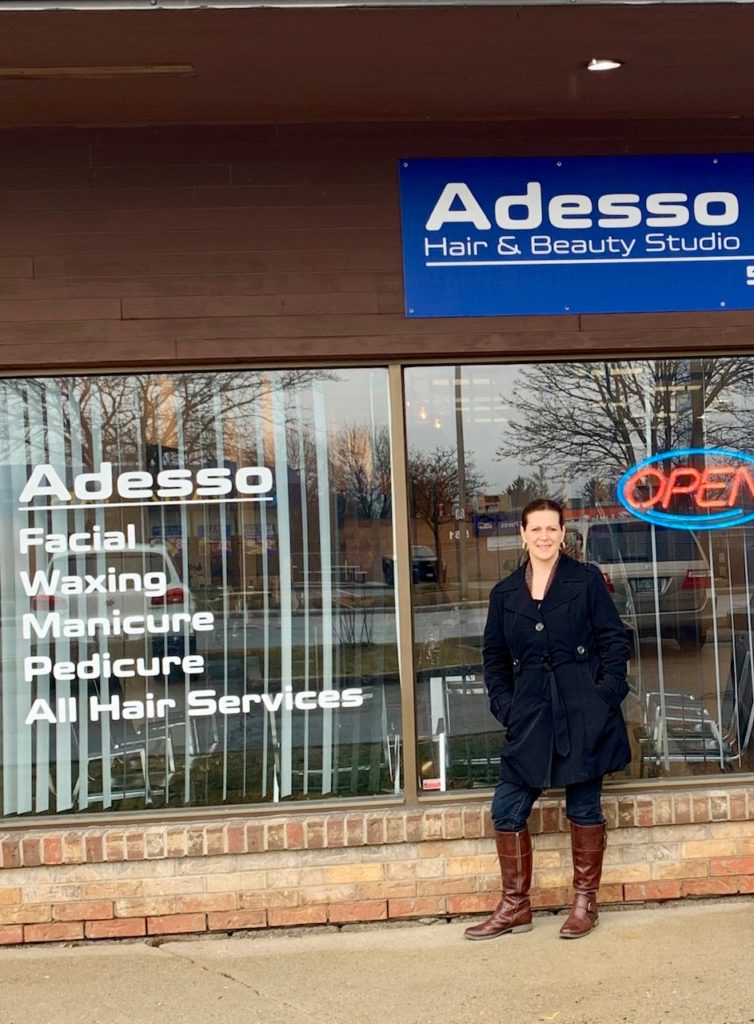 Adesso
Hair & Beauty Studio
Adesso
Facial
Waxing
Manicure
Pedicure
All Hair Services
OPEN